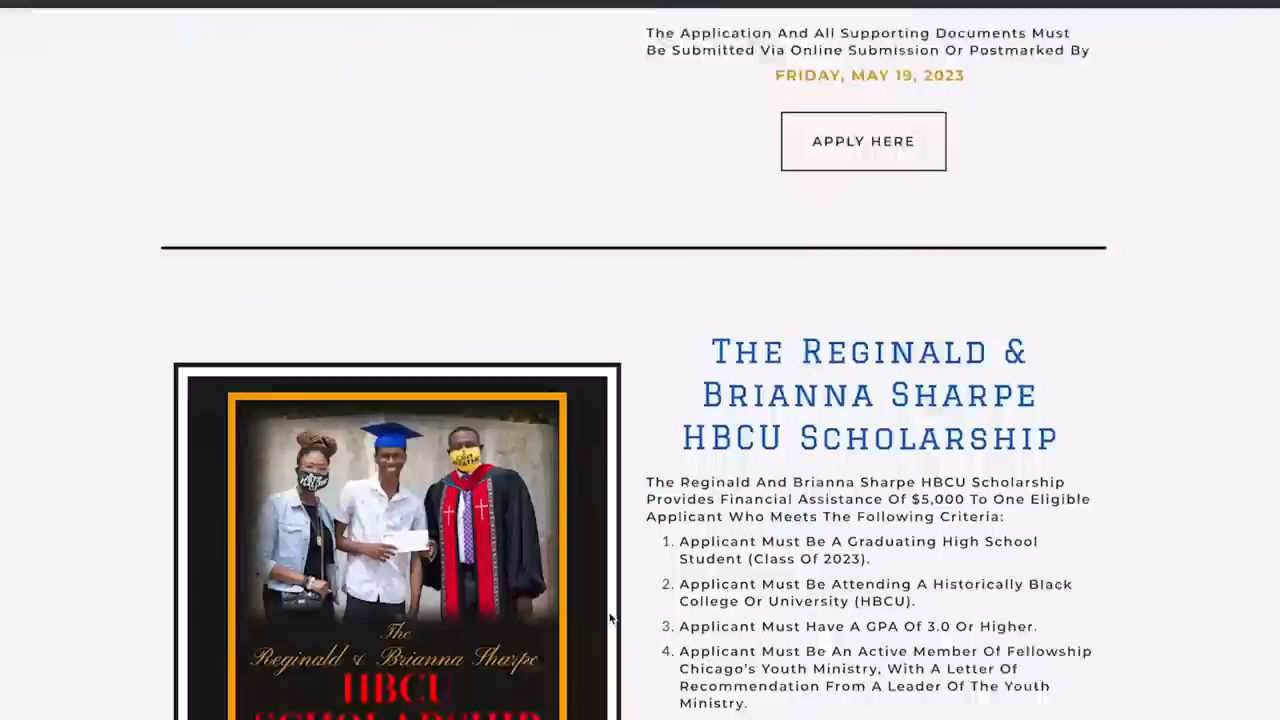 The Application And All Supporting Documents Must
Be Submitted Via Online Submission Or Postmarked By
FRIDAY, MAY 19, 2023
APPLY HERE
The Reginald &
Brianna Sharpe
HBCU Scholarship
The Reginald And Brianna Sharpe HBCU Scholarship
Provides Financial Assistance Of $5,000 To One Eligible
Applicant Who Meets The Following Criteria:
1. Applicant Must Be A Graduating High School
Student (Class Of 2023).
2. Applicant Must Be Attending A Historically Black
College Or University (HBCU).
3. Applicant Must Have A GPA Of 3.0 Or Higher.
4. Applicant Must Be An Active Member Of Fellowship
Chicago's Youth Ministry, With A Letter Of
Recommendation From A Leader Of The Youth
Ministry.
The
Reginald & Brianna Sharpe
HBCU
SCHOLARSHIP